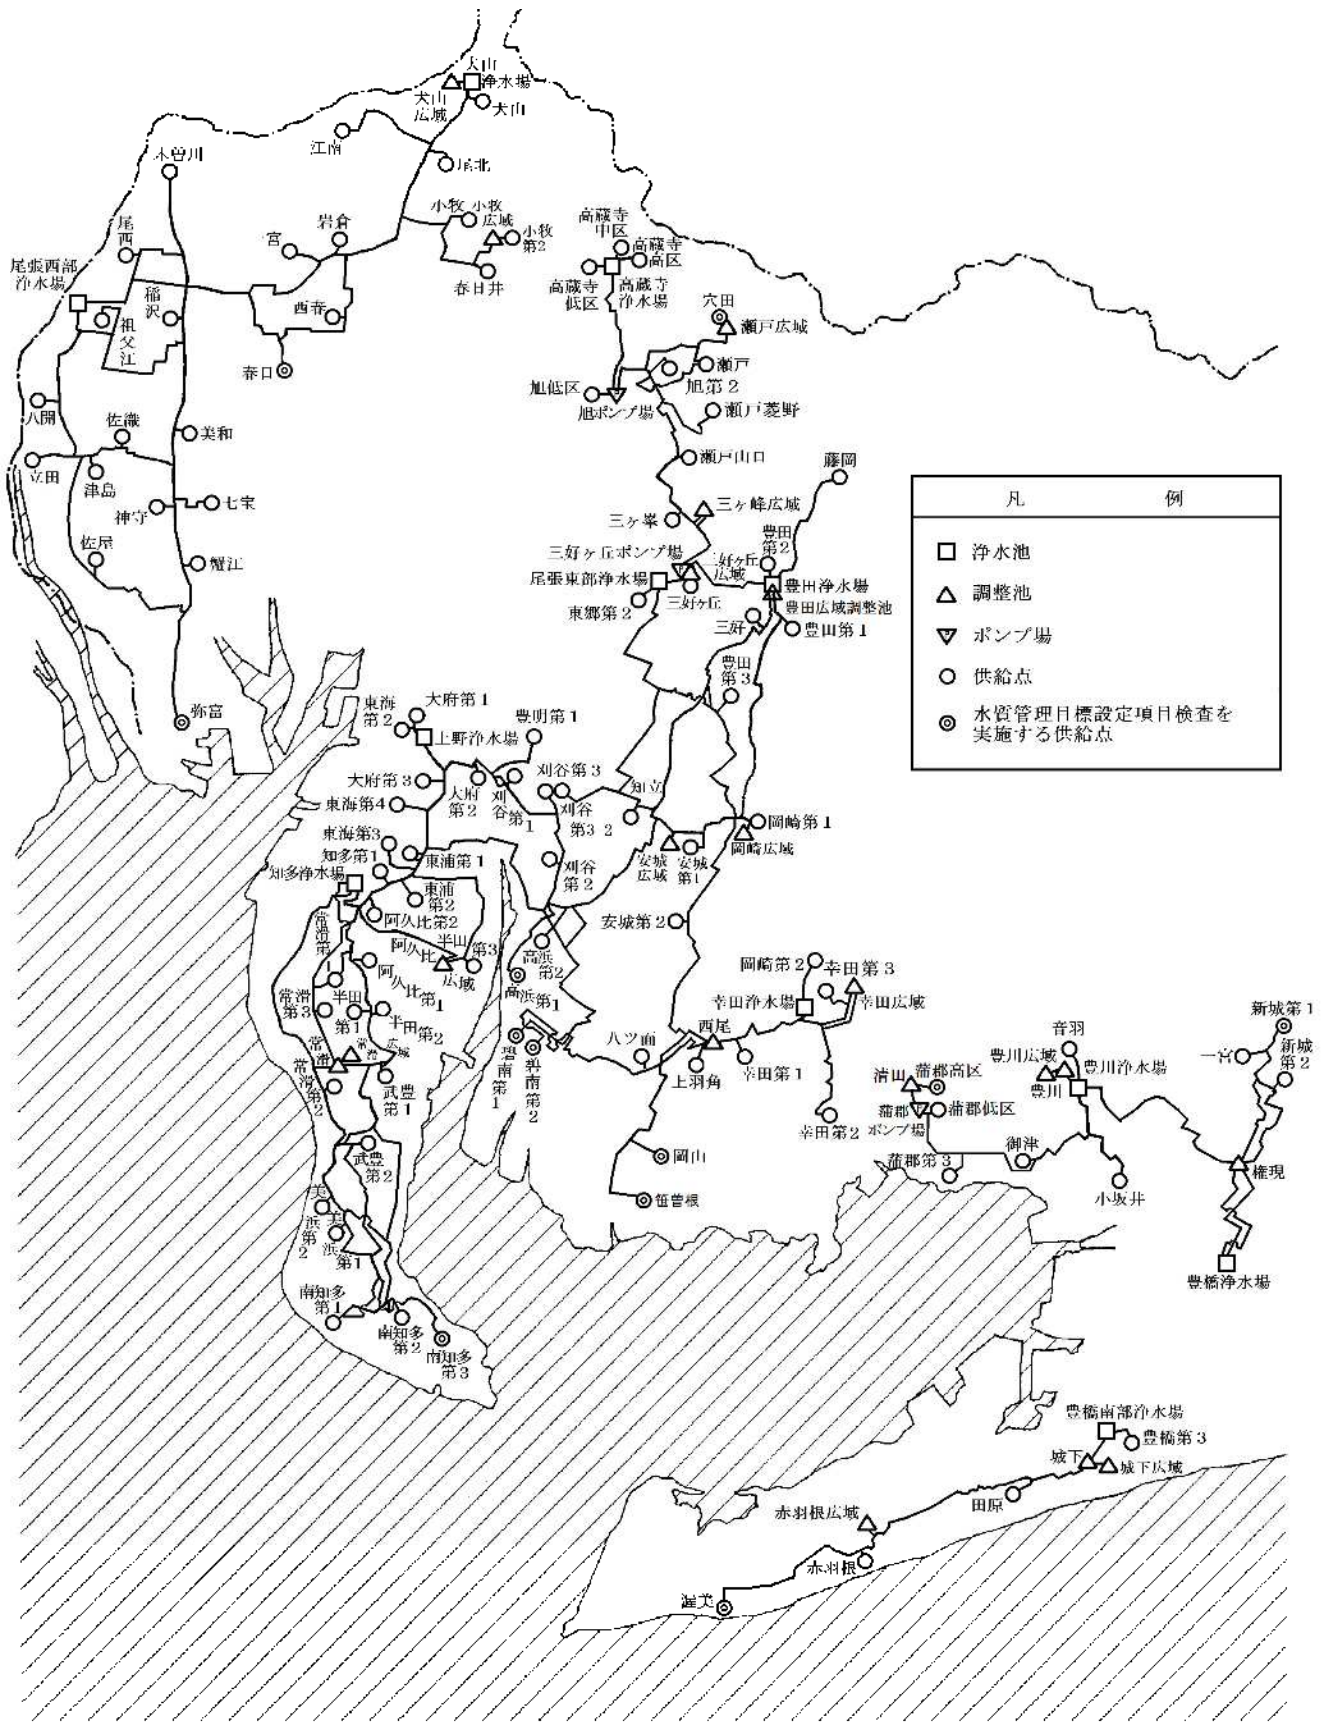 犬山
浄水場
犬山
広域
犬山
江南
尾北
木曽川
小牧
小牧
広域
小牧
第2
春日井
岩倉
一宮
尾西
尾張西部
浄水場
稲沢
祖父江
西春
春日
高蔵寺
中区
高蔵寺
高区
高蔵寺
低区
高蔵寺
浄水場
穴田
瀬戸広域
瀬戸
旭第2
旭低区
旭ポンプ場
瀬戸菱野
八開
佐織
美和
立田
津島
神守
七宝
佐屋
蟹江
弥富
瀬戸山口
藤岡
三ヶ峰広域
三ヶ峯
豊田
第2
三好ヶ丘ポンプ場
三好ヶ丘
広域
尾張東部浄水場
三好ヶ丘
東郷第2
豊田浄水場
豊田広域調整池
三好
豊田第1
豊田
第3
凡例
浄水池
調整池
ポンプ場
供給点
水質管理目標設定項目検査を
実施する供給点
大府第1
東海
第2
上野浄水場
豊明第1
大府第3
大府
第2
刈谷
第1
刈谷第3
刈谷
第3-2
知立
東海第4
東海第3
知多第1
知多浄水場
東浦第1
東浦
第2
阿久比第2
刈谷
第2
安城
広域
安城
第1
岡崎第1
岡崎広域
安城第2
常滑第1
阿久比
半田
第3
広域
阿久比第1
高浜
第2
高浜
第1
常滑
第3
半田
第1
半田
第2
常滑
常滑
広域
常滑
第2
武豊
第1
碧南第1
碧南第2
八ツ面
西尾
上羽角
岡崎第2
幸田浄水場
幸田第3
幸田広域
幸田第1
幸田第2
武豊
第2
岡山
笹曽根
美浜第2
美浜
第1
南知多
第1
南知多
第2
南知多
第3
清田
蒲郡高区
蒲郡
ポンプ場
蒲郡低区
蒲郡第3
御津
音羽
豊川広域
豊川
豊川浄水場
小坂井
新城第1
一宮
新城
第2
権現
豊橋浄水場
豊橋南部浄水場
豊橋第3
城下
城下広域
田原
赤羽根広域
赤羽根
渥美